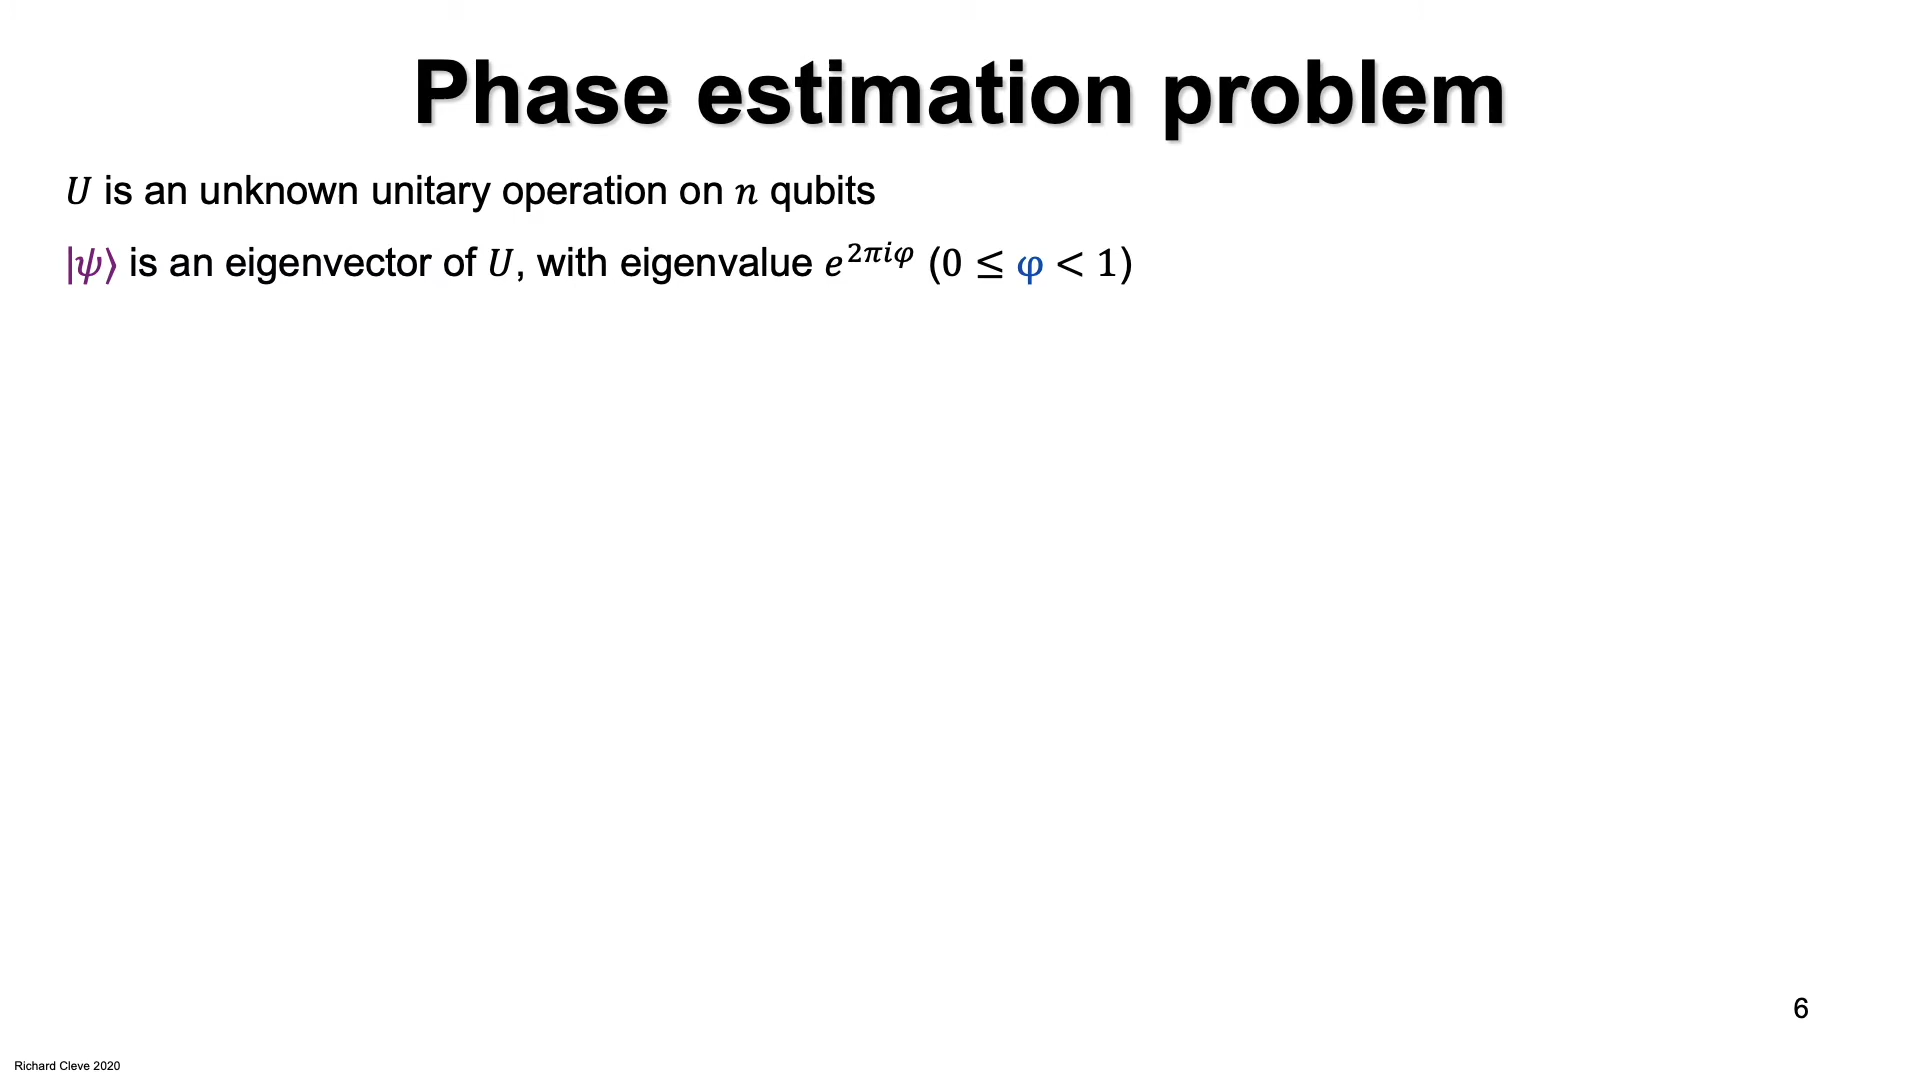 Phase estimation problem
U is an unknown unitary operation on n qubits
|ψ⟩ is an eigenvector of U, with eigenvalue e^{2πiφ} (0 ≤ φ < 1)
6
Richard Cleve 2020